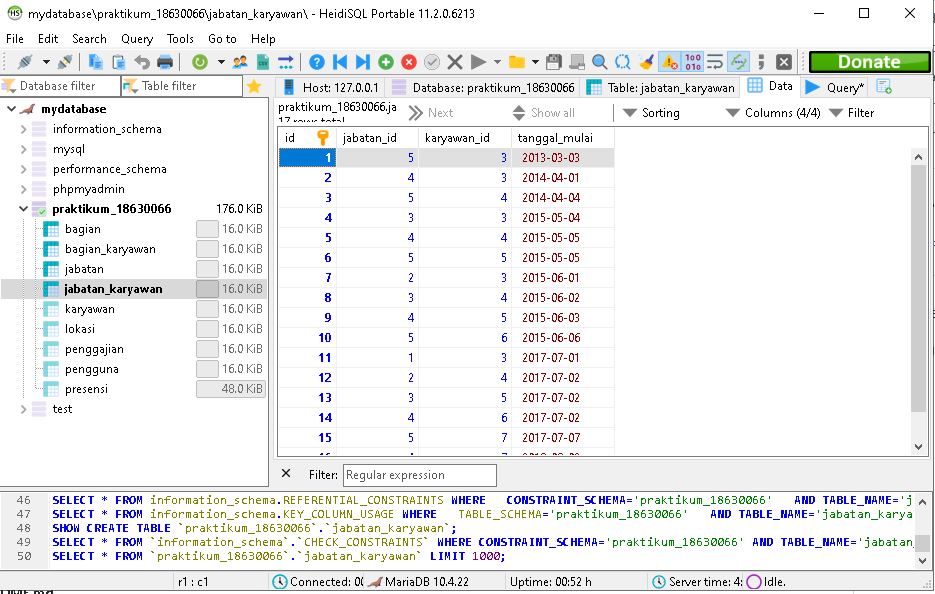 mydatabase\praktikum_18630066\jabatan_karyawan\ - HeidiSQL Portable 11.2.0.6213
File Edit Search Query Tools Go to Help
Donate
Database filter Table filter
Host: 127.0.0.1 Database: praktikum_18630066 Table: jabatan_karyawan Data Query*
praktikum_18630066.ja Next Show all Sorting Columns (4/4) Filter
17 rows total
mydatabase
information_schema
mysql
performance_schema
phpmyadmin
praktikum_18630066 176.0 KiB
bagian 16.0 KiB
bagian_karyawan 16.0 KiB
jabatan 16.0 KiB
jabatan_karyawan 16.0 KiB
karyawan 16.0 KiB
lokasi 16.0 KiB
penggajian 16.0 KiB
pengguna 16.0 KiB
presensi 48.0 KiB
test
id jabatan_id karyawan_id tanggal_mulai
1 5 3 2013-03-03
2 4 3 2014-04-01
3 5 4 2014-04-04
4 3 3 2015-05-04
5 4 4 2015-05-05
6 5 5 2015-05-05
7 2 3 2015-06-01
8 3 4 2015-06-02
9 4 5 2015-06-03
10 5 6 2015-06-06
11 1 3 2017-07-01
12 2 4 2017-07-02
13 3 5 2017-07-02
14 4 6 2017-07-02
15 5 7 2017-07-07
Filter: Regular expression
46 SELECT * FROM information_schema.REFERENTIAL_CONSTRAINTS WHERE CONSTRAINT_SCHEMA='praktikum_18630066' AND TABLE_NAME='j
47 SELECT * FROM information_schema.KEY_COLUMN_USAGE WHERE TABLE_SCHEMA='praktikum_18630066' AND TABLE_NAME='jabatan_karya
48 SHOW CREATE TABLE `praktikum_18630066`.`jabatan_karyawan`;
49 SELECT * FROM `information_schema`.`CHECK_CONSTRAINTS` WHERE CONSTRAINT_SCHEMA='praktikum_18630066' AND TABLE_NAME='jabatan_
50 SELECT * FROM `praktikum_18630066`.`jabatan_karyawan` LIMIT 1000;
r1 : c1 Connected: 00 MariaDB 10.4.22 Uptime: 00:52 h Server time: 4: Idle.